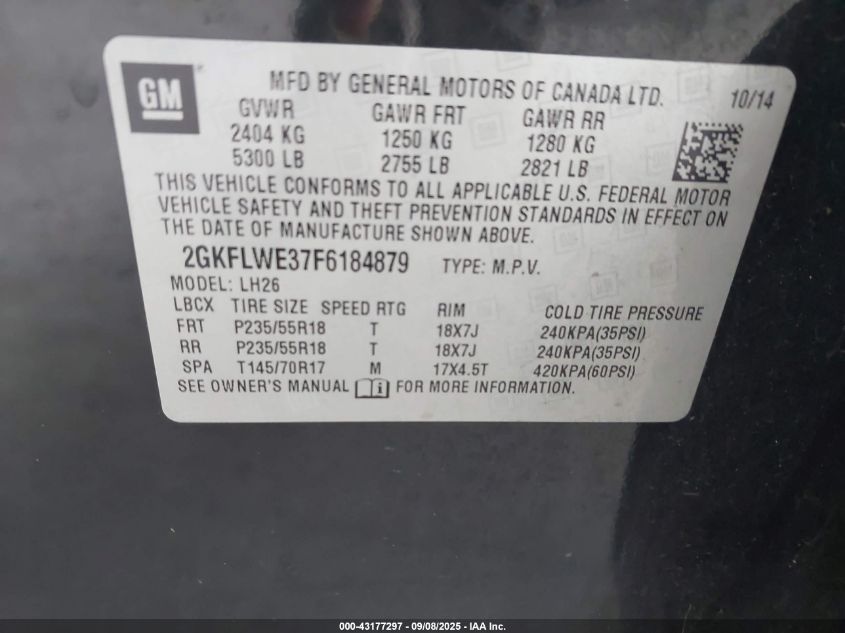 GM
MFD BY GENERAL MOTORS OF CANADA LTD. 10/14
GVWR GAWR FRT GAWR RR
2404 KG 1250 KG 1280 KG
5300 LB 2755 LB 2821 LB
THIS VEHICLE CONFORMS TO ALL APPLICABLE U.S. FEDERAL MOTOR
VEHICLE SAFETY AND THEFT PREVENTION STANDARDS IN EFFECT ON
THE DATE OF MANUFACTURE SHOWN ABOVE.
2GKFLWE37F6184879 TYPE: M.P.V.
MODEL: LH26
LBCX TIRE SIZE SPEED RTG RIM COLD TIRE PRESSURE
FRT P235/55R18 T 18X7J 240KPA(35PSI)
RR P235/55R18 T 18X7J 240KPA(35PSI)
SPA T145/70R17 M 17X4.5T 420KPA(60PSI)
SEE OWNER'S MANUAL FOR MORE INFORMATION.
000-43177297 - 09/08/2025 - IAA Inc.